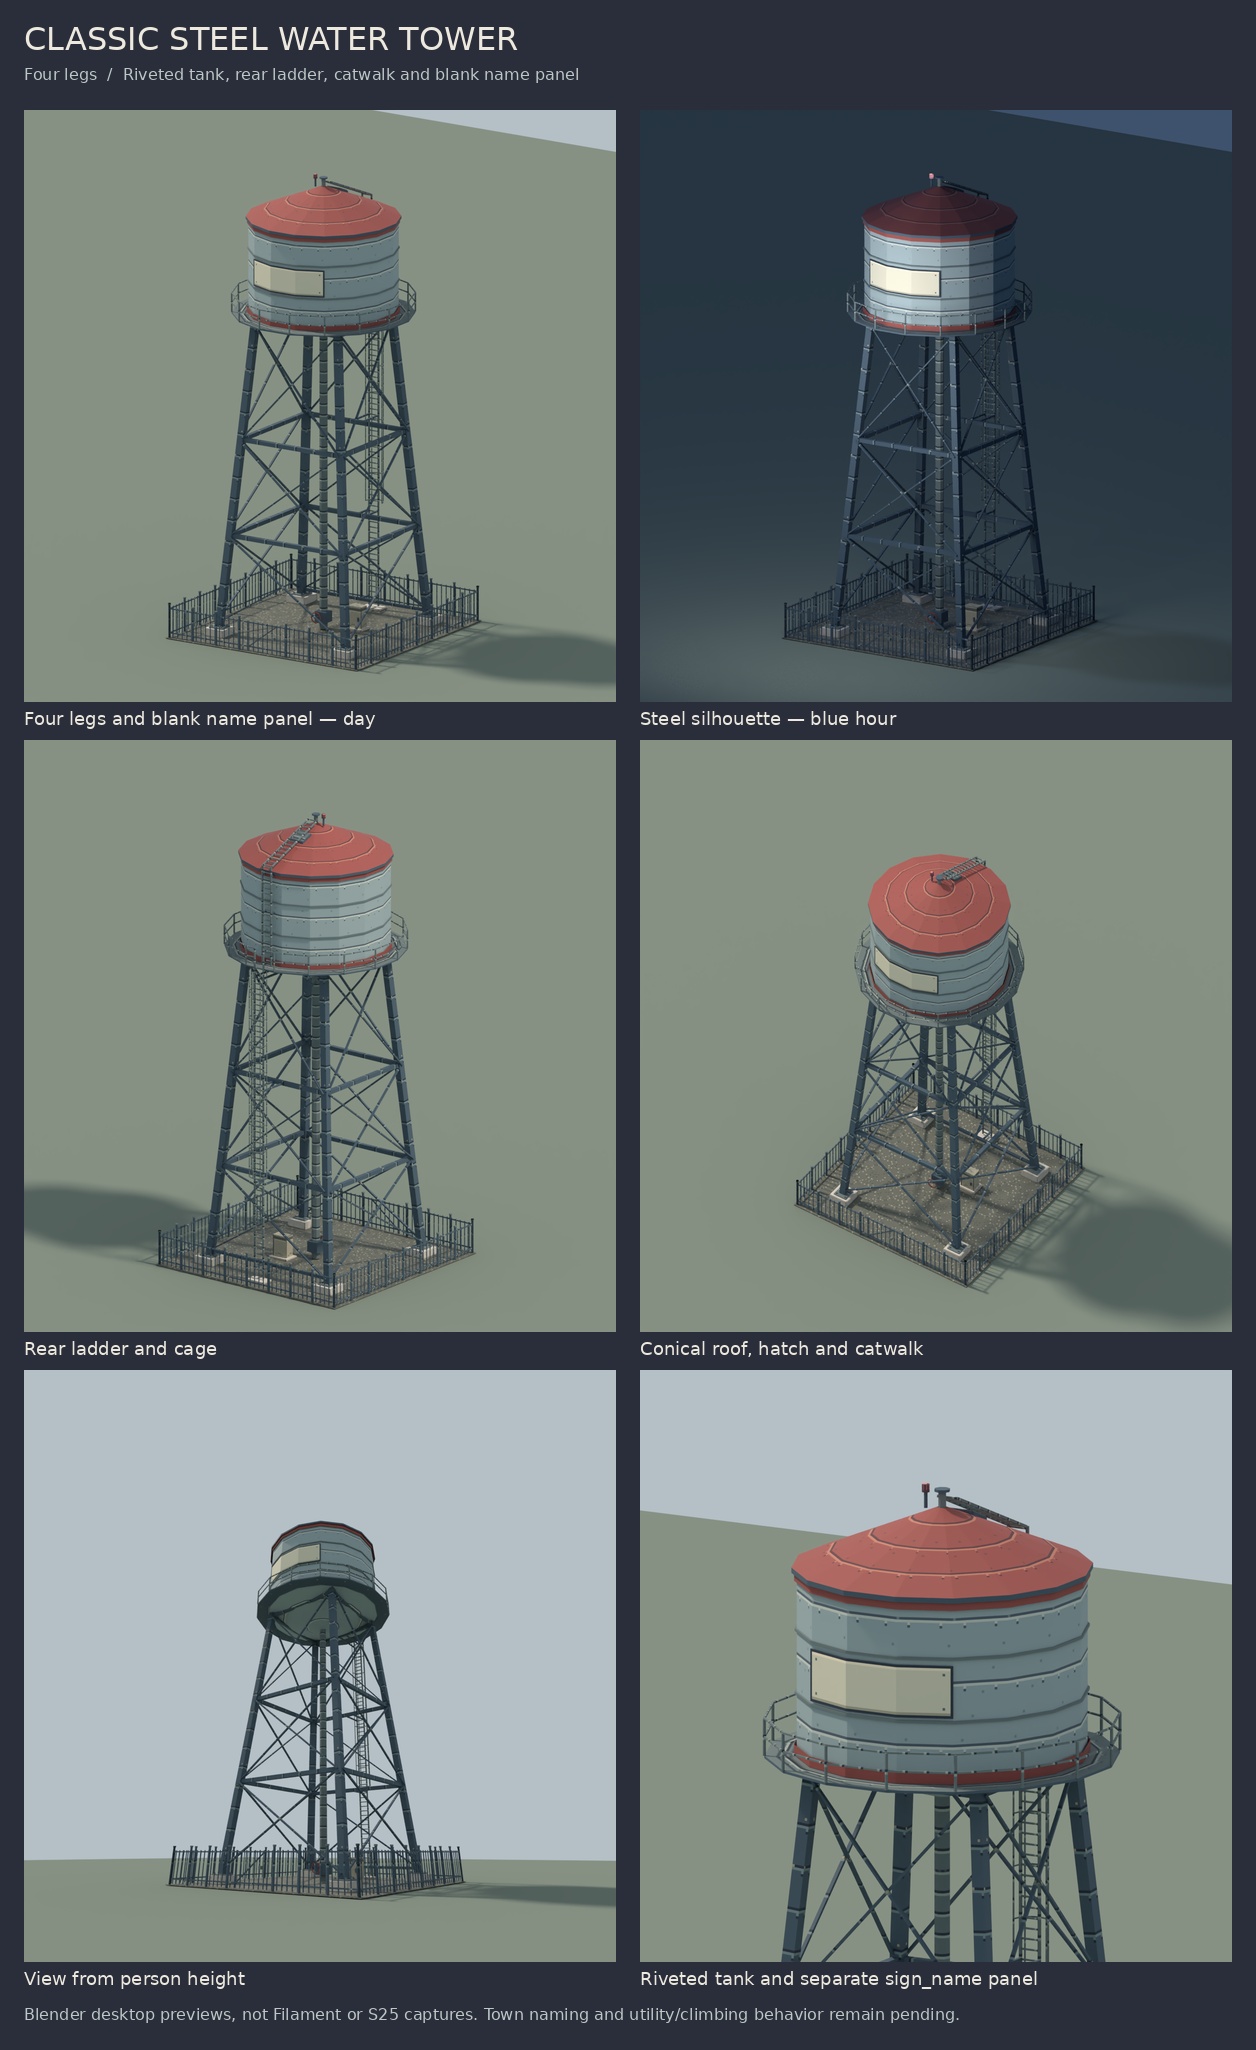 CLASSIC STEEL WATER TOWER
Four legs / Riveted tank, rear ladder, catwalk and blank name panel
Four legs and blank name panel — day
Steel silhouette — blue hour
Rear ladder and cage
Conical roof, hatch and catwalk
View from person height
Riveted tank and separate sign_name panel
Blender desktop previews, not Filament or S25 captures. Town naming and utility/climbing behavior remain pending.